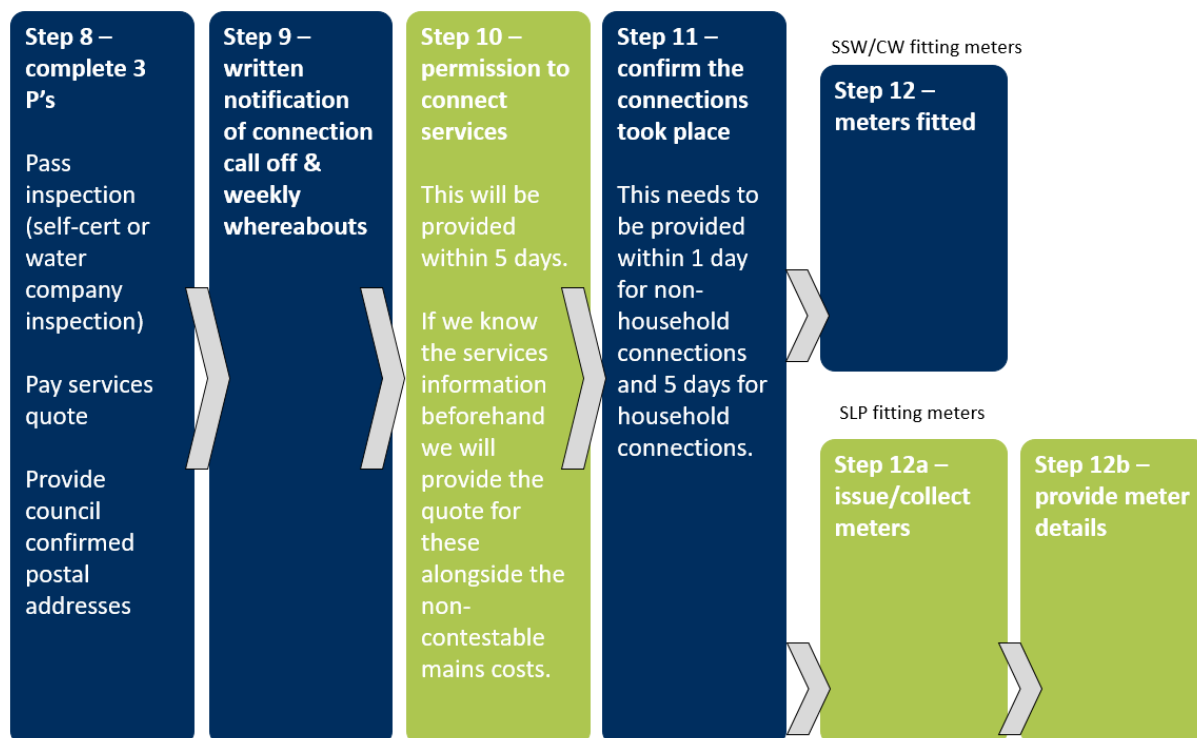 Step 8 –
complete 3
P's
Pass
inspection
(self-cert or
water
company
inspection)
Pay services
quote
Provide
council
confirmed
postal
addresses
Step 9 –
written
notification
of connection
call off &
weekly
whereabouts
Step 10 –
permission to
connect
services
This will be
provided
within 5 days.
If we know
the services
information
beforehand
we will
provide the
quote for
these
alongside the
non-
contestable
mains costs.
Step 11 –
confirm the
connections
took place
This needs to
be provided
within 1 day
for non-
household
connections
and 5 days for
household
connections.
SSW/CW fitting meters
Step 12 –
meters fitted
SLP fitting meters
Step 12a –
issue/collect
meters
Step 12b –
provide meter
details